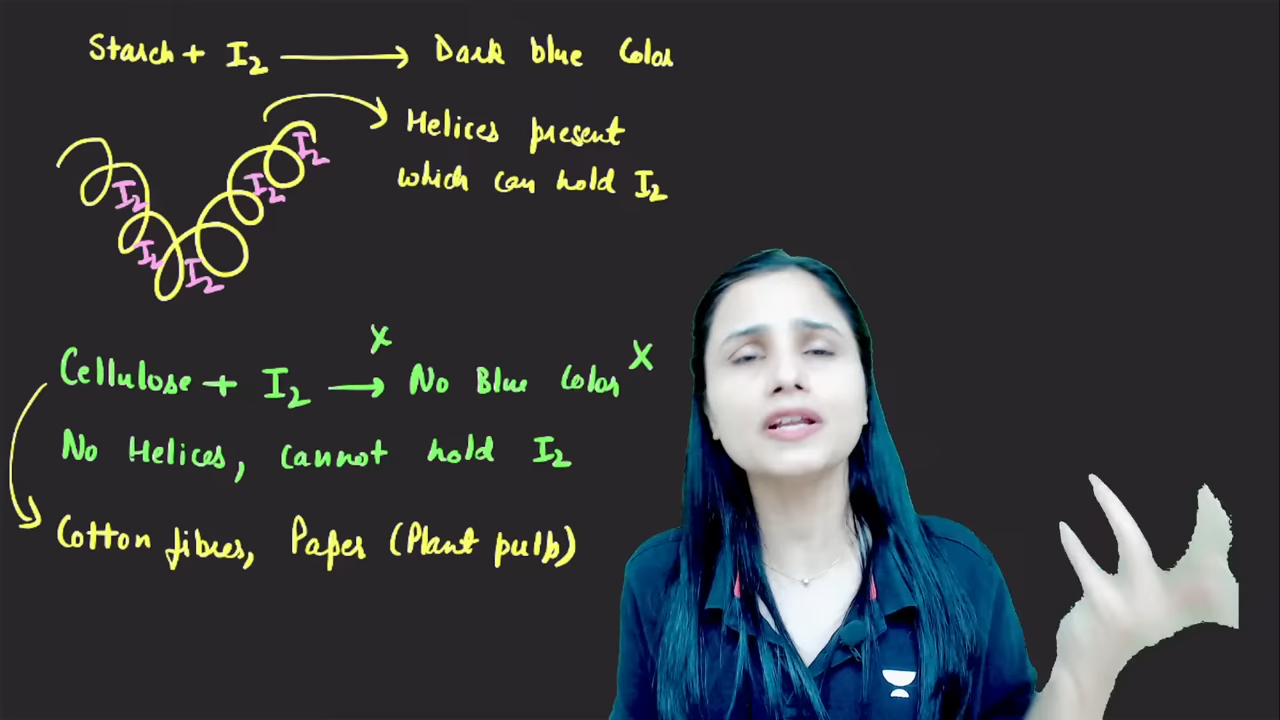 Starch + I2 → Dark blue Color
Helices present
which can hold I2
I2
I2
I2
I2
I2
Cellulose + I2 → No Blue Color X
X
No Helices, cannot hold I2
Cotton fibres, Paper (Plant pulp)